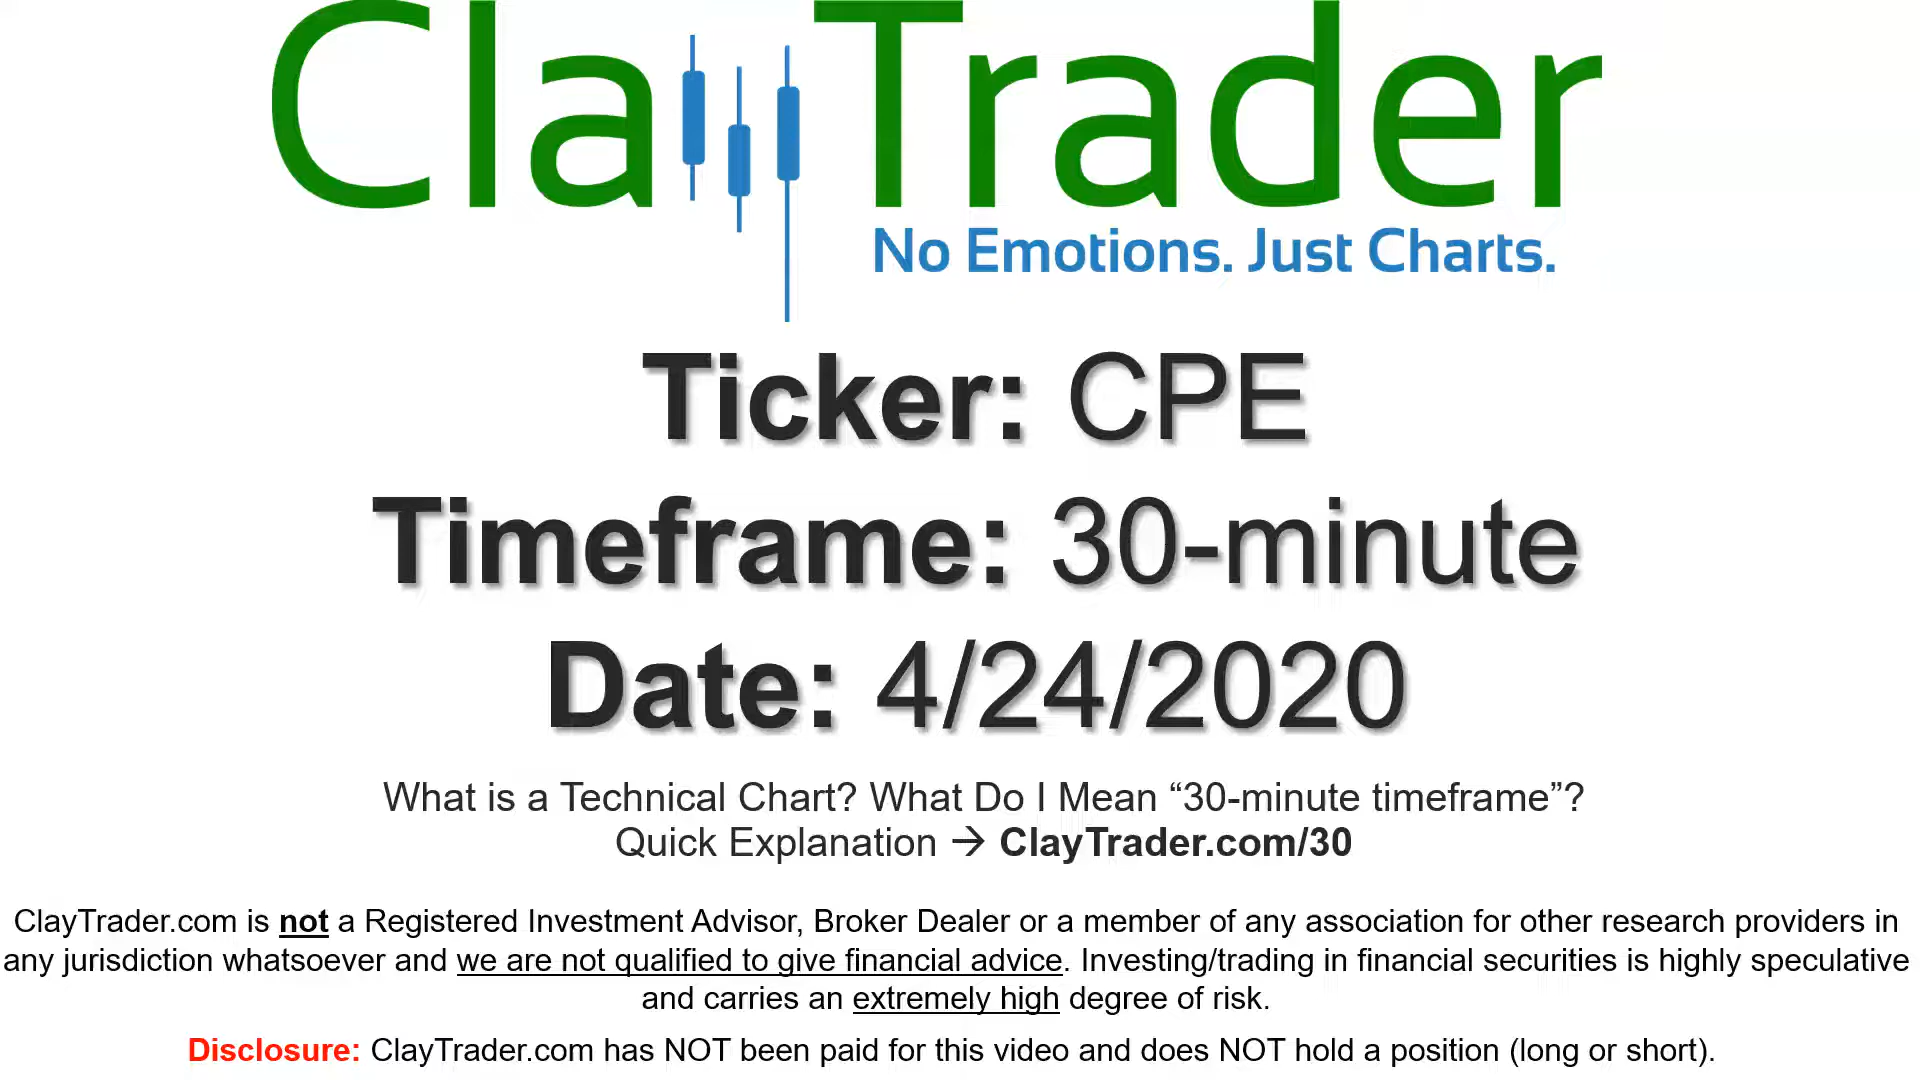 ClayTrader
No Emotions. Just Charts.
Ticker: CPE
Timeframe: 30-minute
Date: 4/24/2020
What is a Technical Chart? What Do I Mean “30-minute timeframe”?
Quick Explanation → ClayTrader.com/30
ClayTrader.com is not a Registered Investment Advisor, Broker Dealer or a member of any association for other research providers in
any jurisdiction whatsoever and we are not qualified to give financial advice. Investing/trading in financial securities is highly speculative
and carries an extremely high degree of risk.
Disclosure: ClayTrader.com has NOT been paid for this video and does NOT hold a position (long or short).